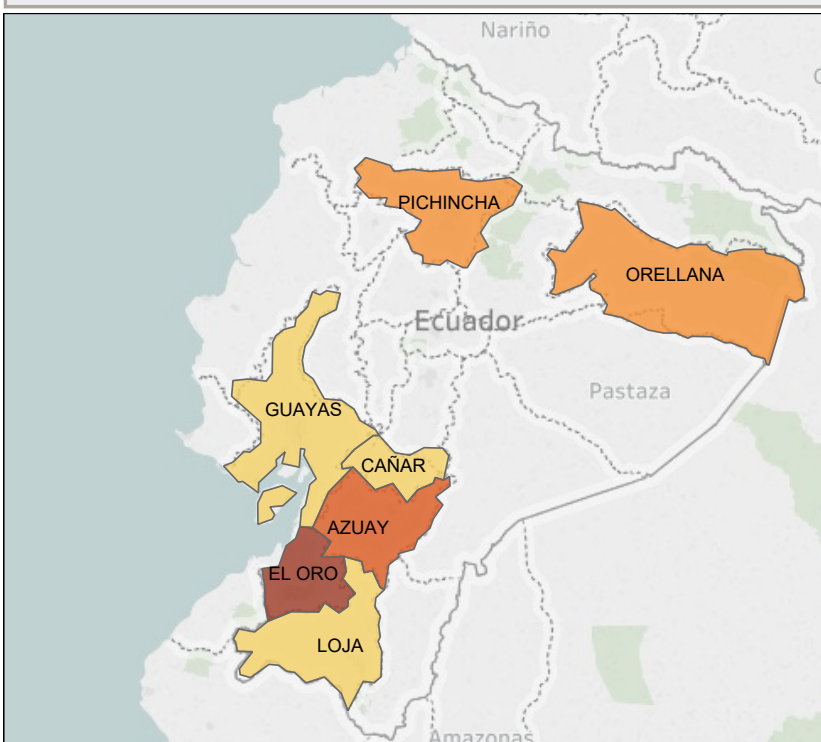 Nariño
PICHINCHA
ORELLANA
Ecuador
Pastaza
GUAYAS
CAÑAR
AZUAY
EL ORO
LOJA
Amazonas